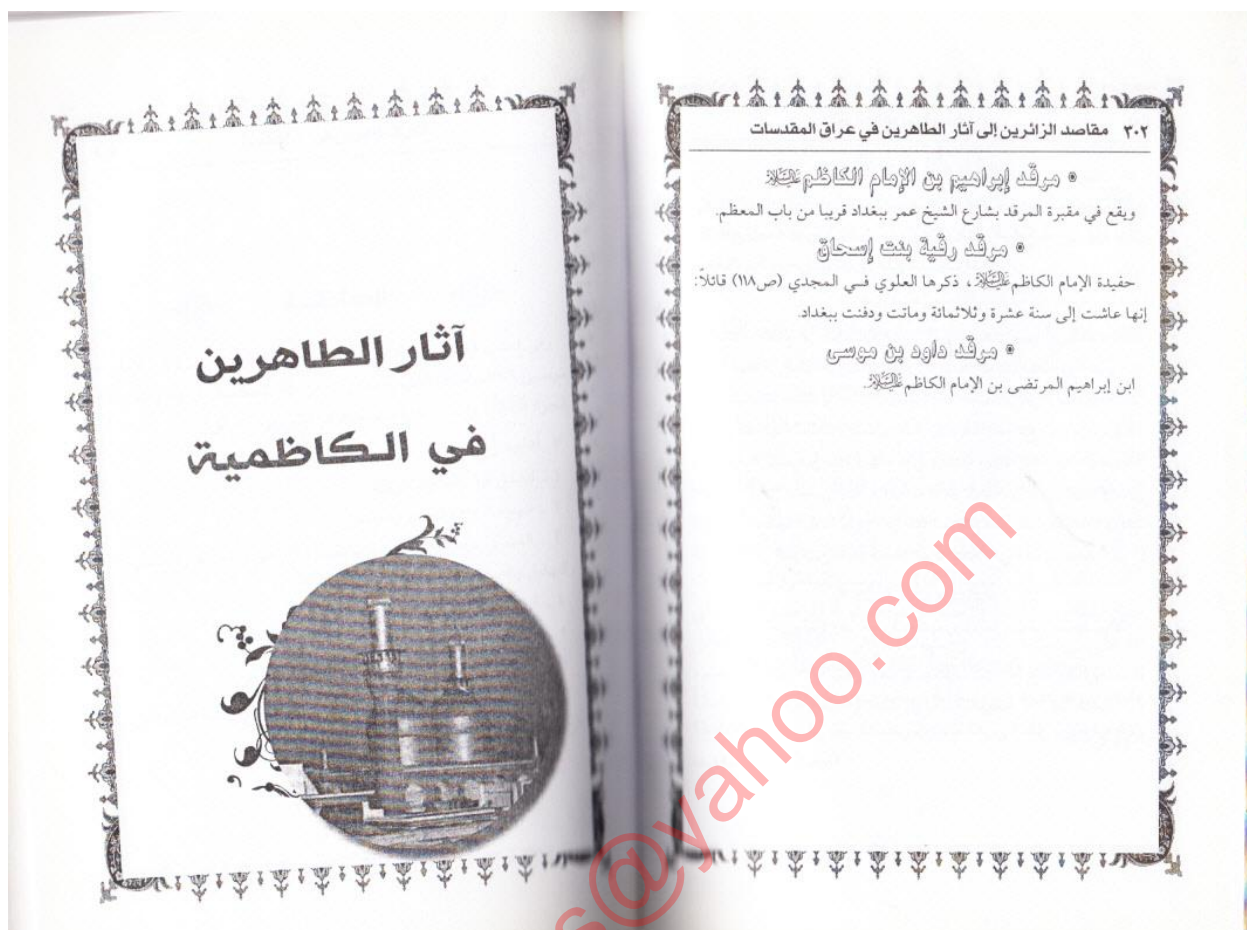 ٣٠٢ مقاصد الزائرين إلى آثار الطاهرين في عراق المقدسات
* مرقد إبراهيم بن الإمام الكاظم عليه السلام
ويقع في مقبرة المرقد بشارع الشيخ عمر ببغداد قريبا من باب المعظم.
* مرقد رقية بنت إسحاق
حفيدة الإمام الكاظم عليه السلام، ذكرها العلوي فـي المجدي (ص١١٨) قائلاً:
إنها عاشت إلى سنة عشرة وثلاثمائة وماتت ودفنت ببغداد.
* مرقد داود بن موسى
ابن إبراهيم المرتضى بن الإمام الكاظم عليه السلام.
آثار الطاهرين
في الكاظمية
@yahoo.com